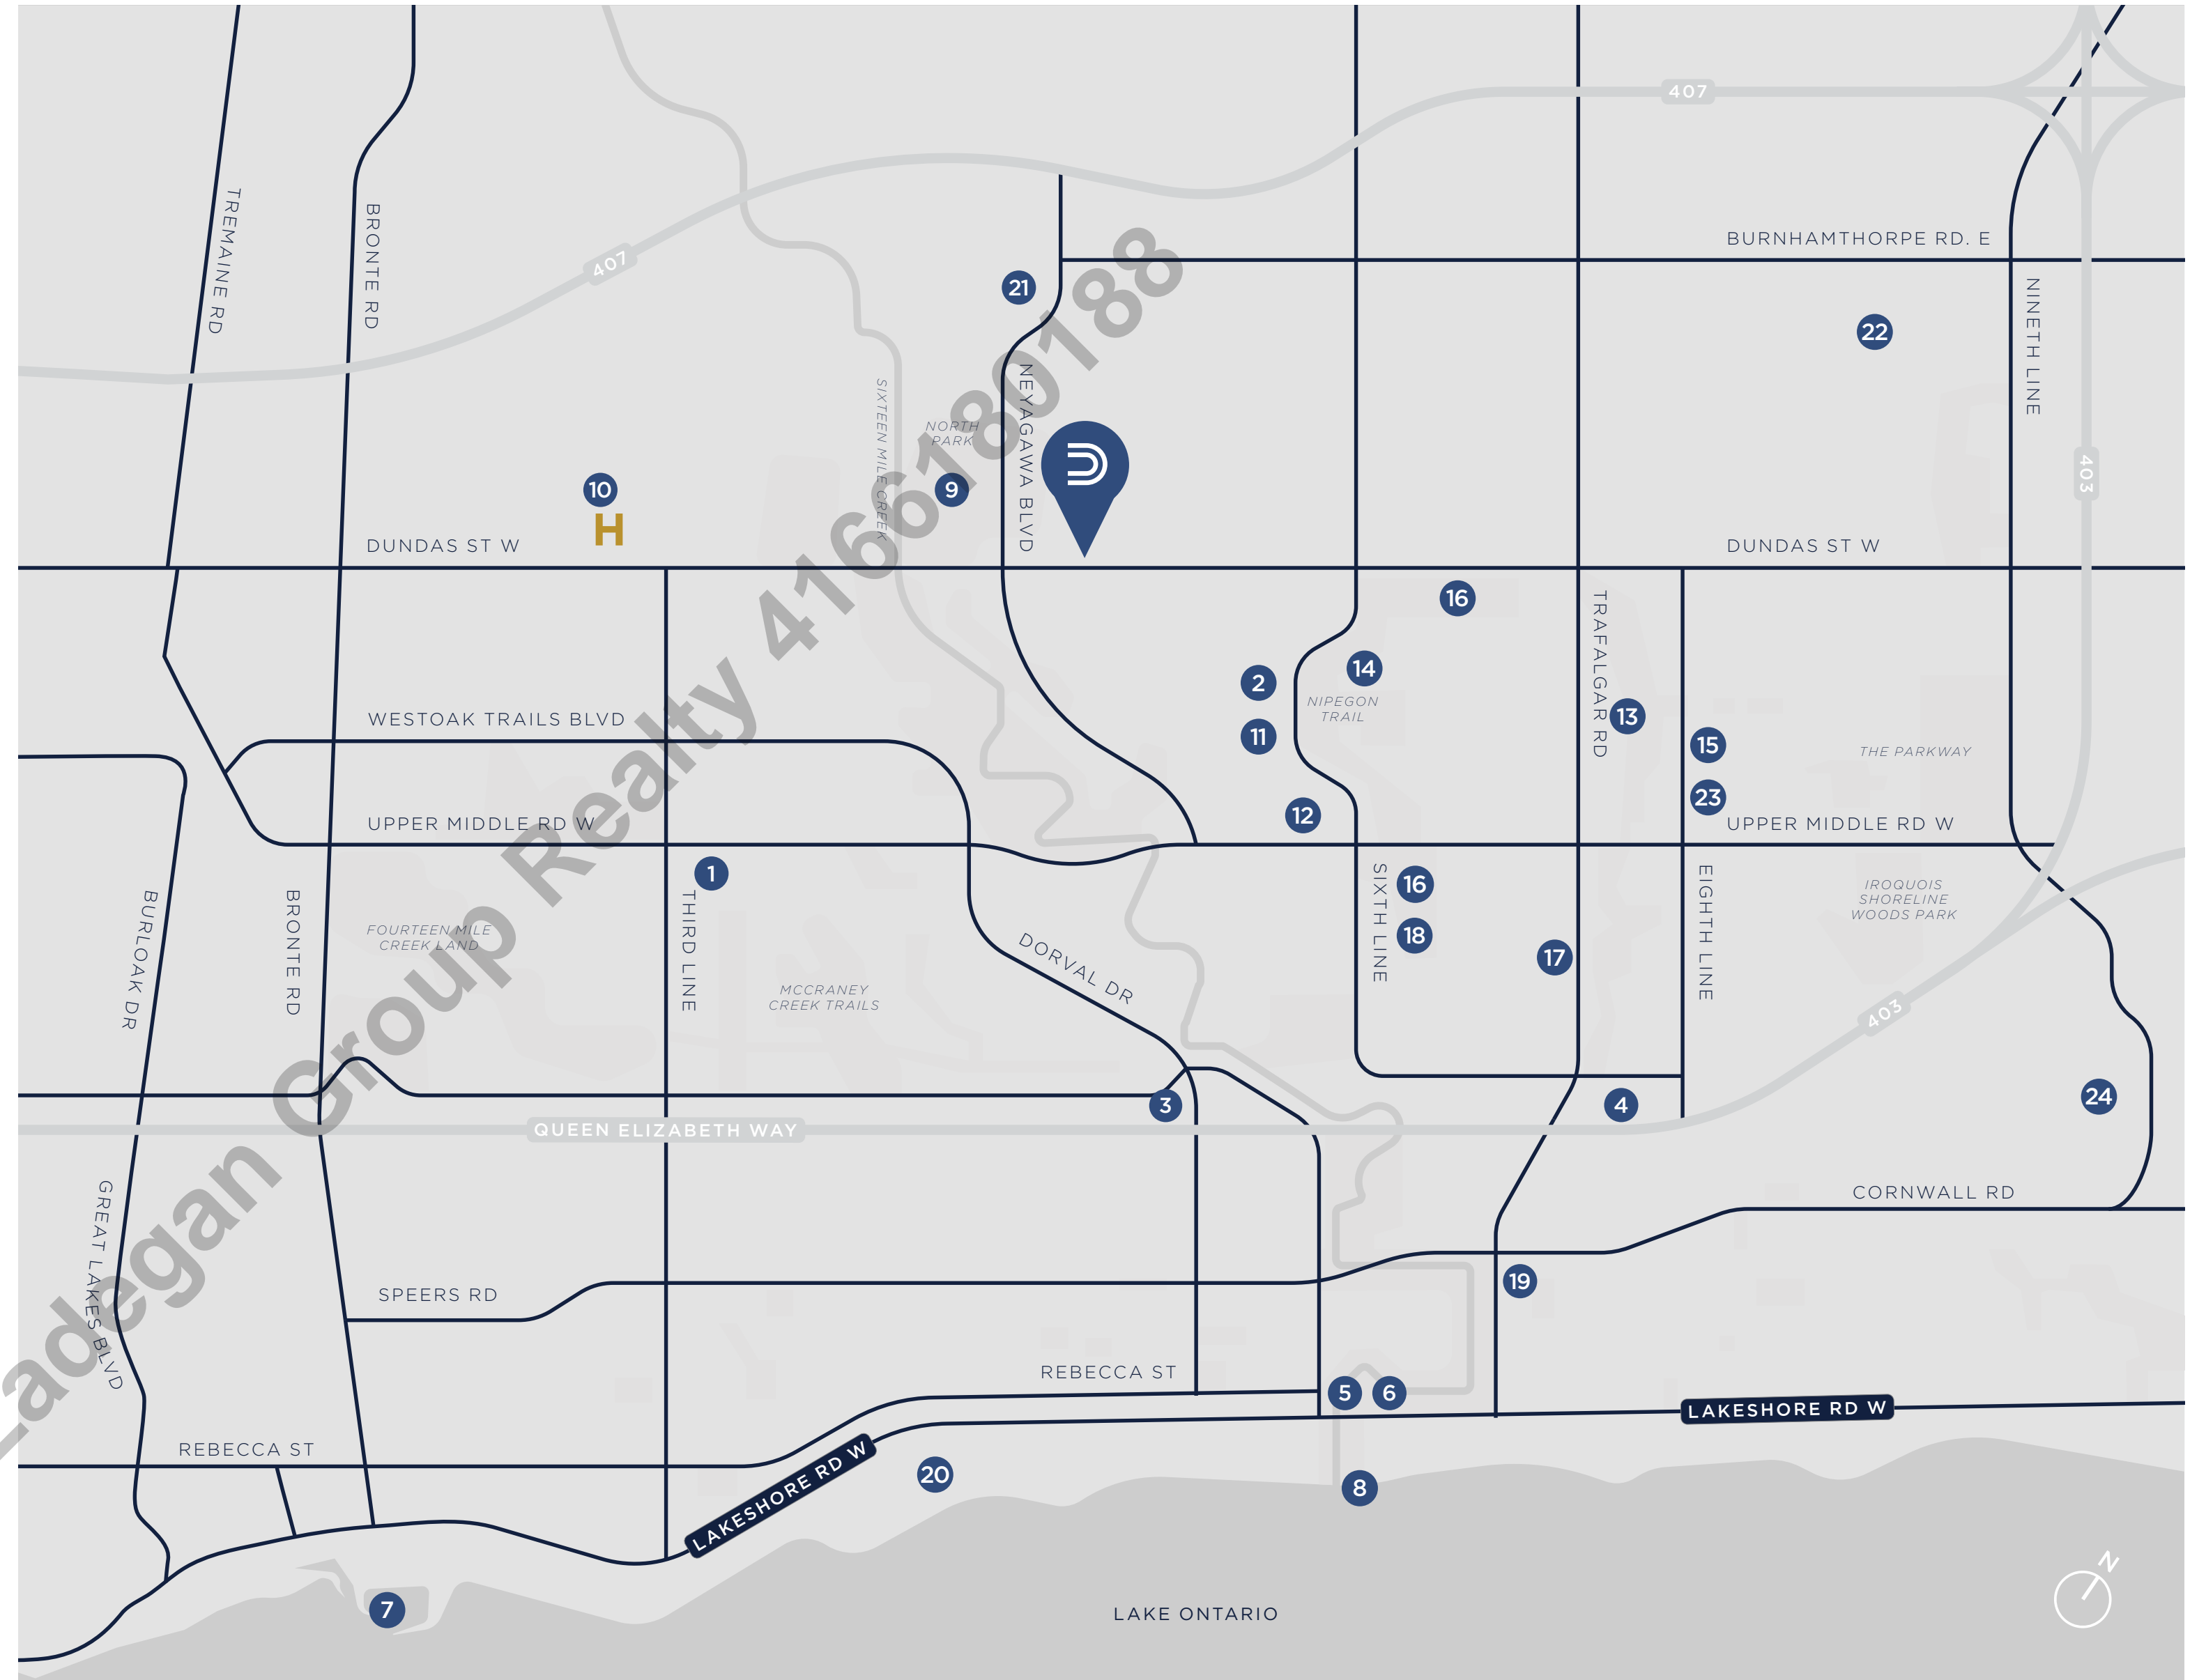 407
TREMAINE RD
BRONTE RD
407
BURNHAMTHORPE RD. E
21
NINETH LINE
22
SIXTEEN MILE CREEK
NEYAGAWA BLVD
NORTH
PARK
403
10
9
H
DUNDAS ST W
DUNDAS ST W
16
TRAFALGAR RD
14
2
NIPEGON
TRAIL
13
WESTOAK TRAILS BLVD
11
15
THE PARKWAY
23
12
UPPER MIDDLE RD W
UPPER MIDDLE RD W
1
SIXTH LINE
16
EIGHTH LINE
IROQUOIS
SHORELINE
WOODS PARK
BURLOAK DR
BRONTE RD
THIRD LINE
FOURTEEN MILE
CREEK LAND
18
DORVAL DR
17
MCCRANEY
CREEK TRAILS
403
3
4
24
QUEEN ELIZABETH WAY
GREAT LAKES BLVD
CORNWALL RD
19
SPEERS RD
REBECCA ST
5
6
LAKESHORE RD W
REBECCA ST
LAKESHORE RD W
20
8
7
LAKE ONTARIO
N
adegan Group Realty 4166180188